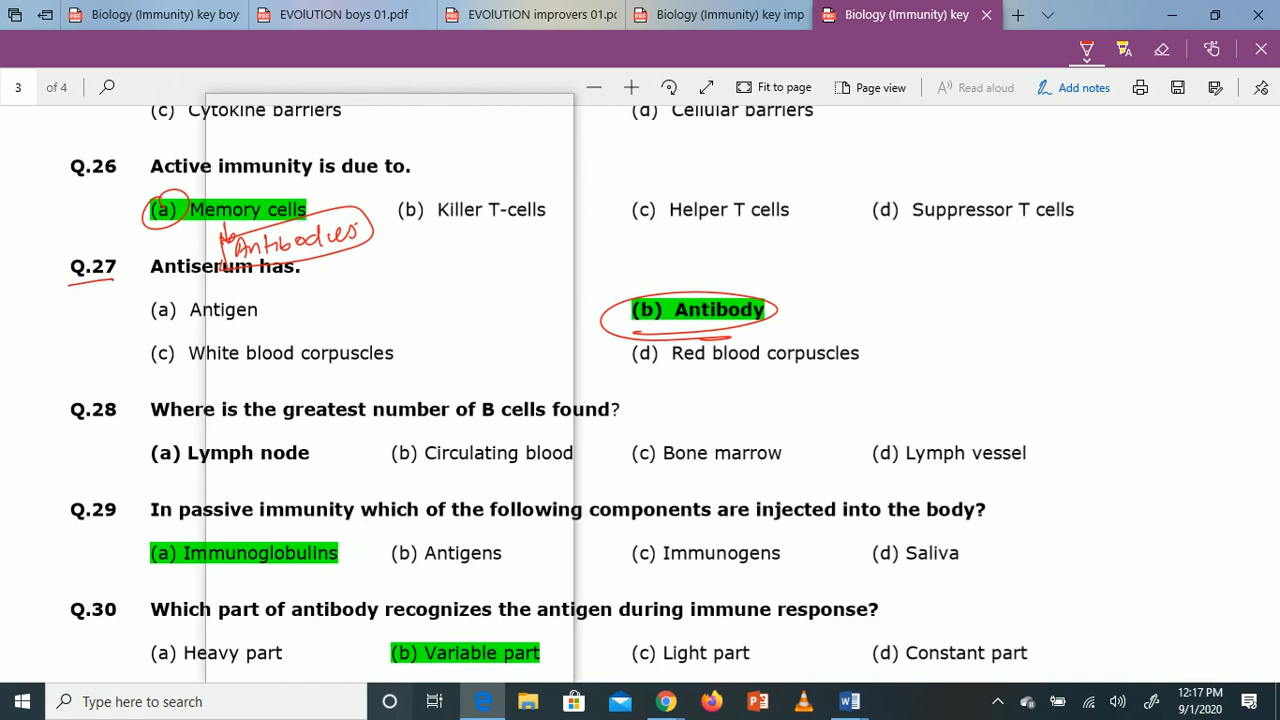 Biology (Immunity) key boy
EVOLUTION boys 01.pdf
EVOLUTION improvers 01.pd
Biology (Immunity) key imp
Biology (Immunity) key
3 of 4
Fit to page
Page view
Read aloud
Add notes
(c) Cytokine barriers (d) Cellular barriers
Q.26 Active immunity is due to.
(a) Memory cells (b) Killer T-cells (c) Helper T cells (d) Suppressor T cells
Antibodies
Q.27 Antiserum has.
(a) Antigen (b) Antibody
(c) White blood corpuscles (d) Red blood corpuscles
Q.28 Where is the greatest number of B cells found?
(a) Lymph node (b) Circulating blood (c) Bone marrow (d) Lymph vessel
Q.29 In passive immunity which of the following components are injected into the body?
(a) Immunoglobulins (b) Antigens (c) Immunogens (d) Saliva
Q.30 Which part of antibody recognizes the antigen during immune response?
(a) Heavy part (b) Variable part (c) Light part (d) Constant part
Type here to search
12:17 PM
9/1/2020